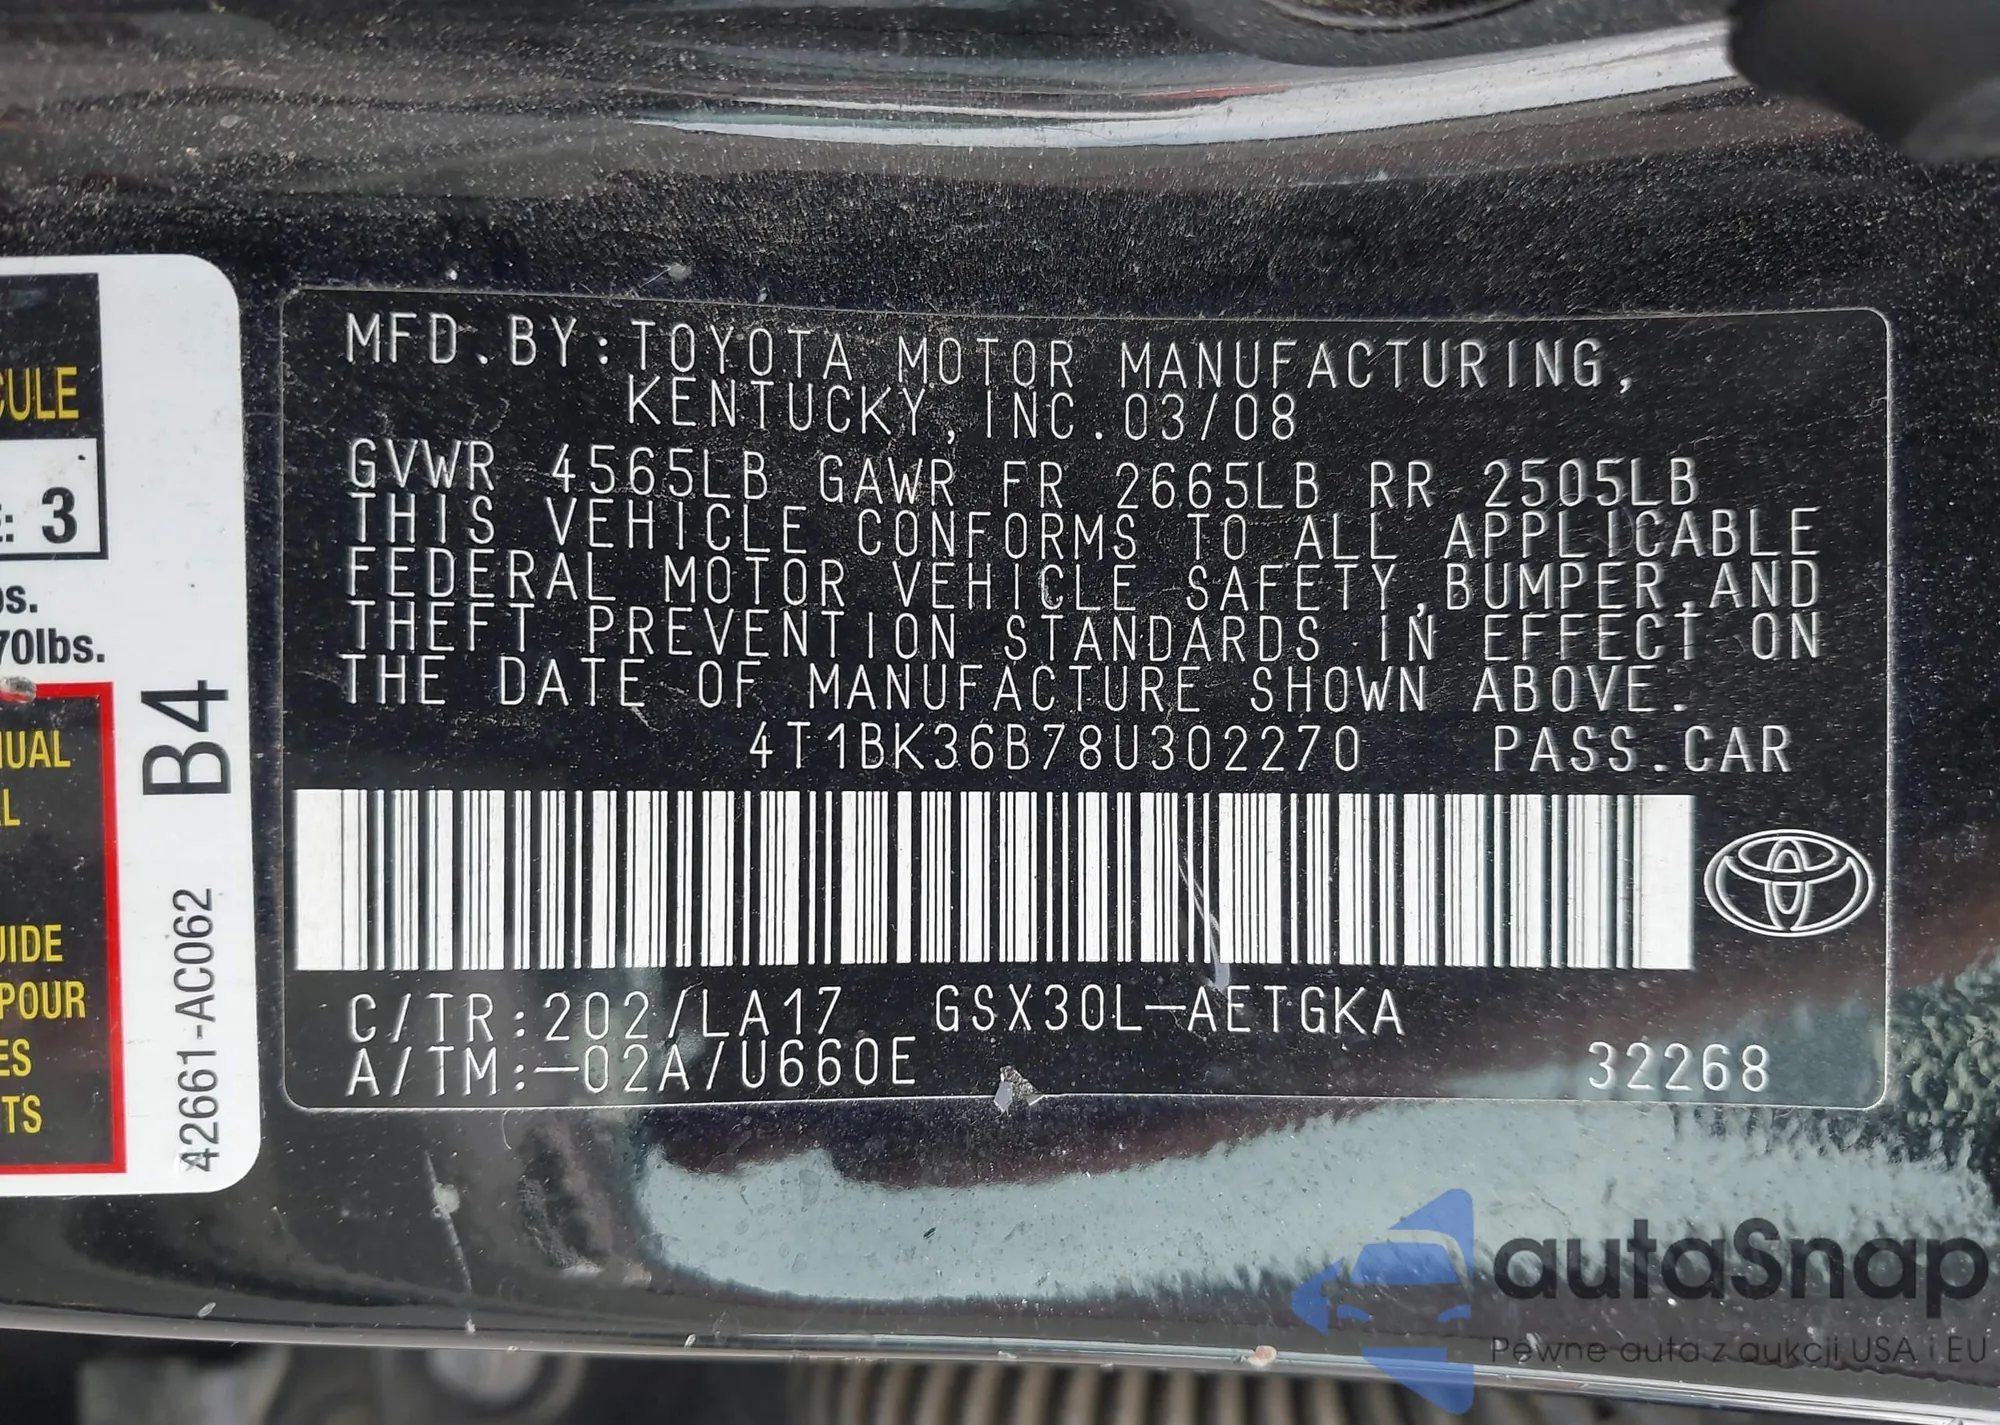 MFD.BY:TOYOTA MOTOR MANUFACTURING,
KENTUCKY, INC.03/08
GVWR 4565LB GAWR FR 2665LB RR 2505LB
THIS VEHICLE CONFORMS TO ALL APPLICABLE
FEDERAL MOTOR VEHICLE SAFETY,BUMPER,AND
THEFT PREVENTION STANDARDS IN EFFECT ON
THE DATE OF MANUFACTURE SHOWN ABOVE.
4T1BK36B78U302270 PASS.CAR
C/TR:202/LA17 GSX30L-AETGKA
A/TM:-02A/U660E 32268
CULE
E: 3
70lbs.
UAL
UIDE
POUR
ES
TS
B4
42661-AC062
autaSnap
Pewne auta z aukcji USA i EU